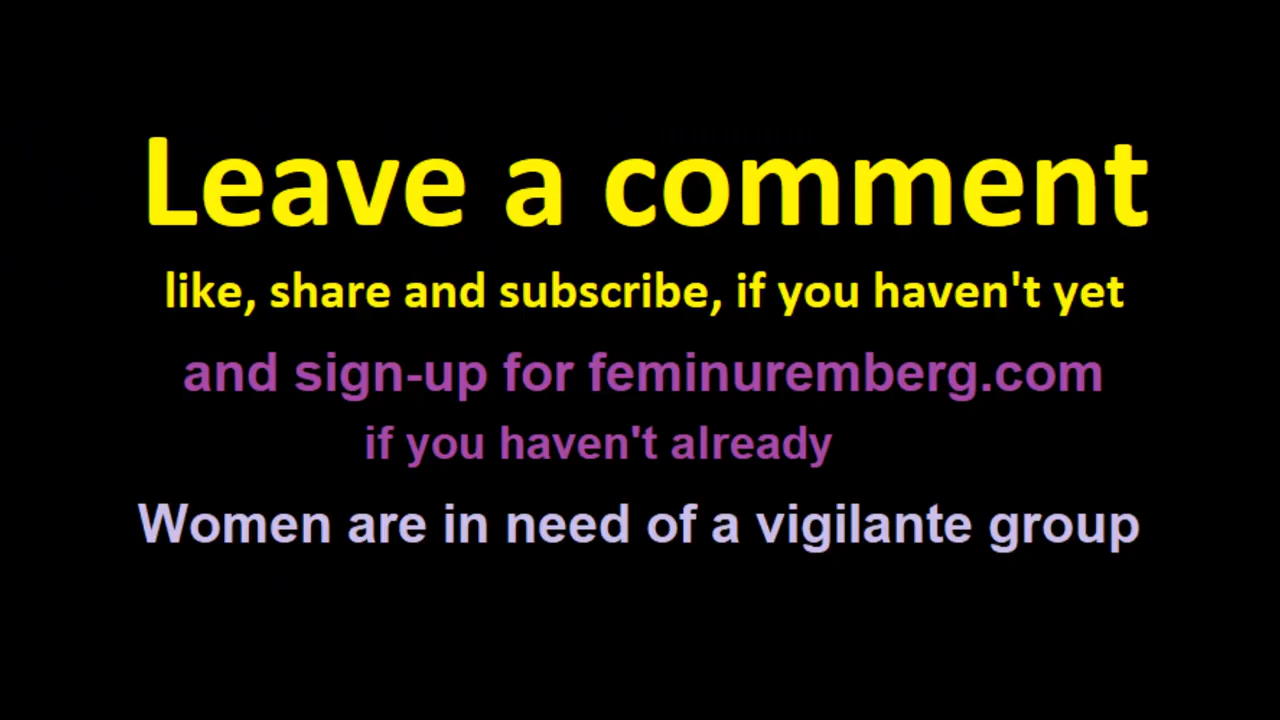 Leave a comment
like, share and subscribe, if you haven't yet
and sign-up for feminuremberg.com
if you haven't already
Women are in need of a vigilante group